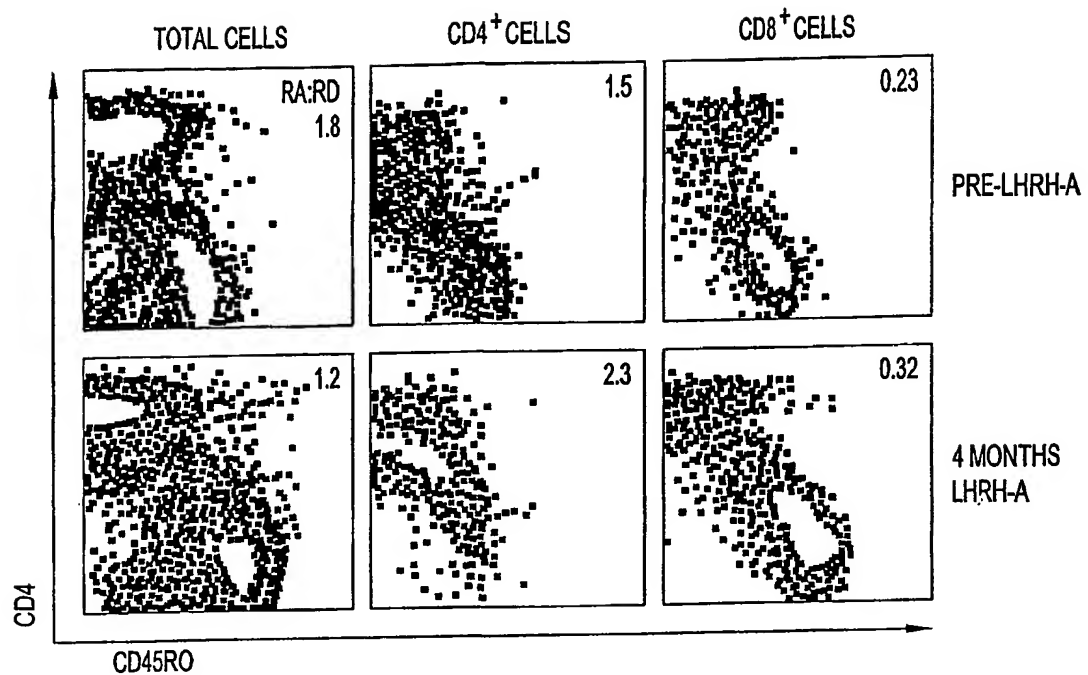 TOTAL CELLS
CD4+ CELLS
CD8+ CELLS
RA:RD
1.8
1.5
0.23
PRE-LHRH-A
1.2
2.3
0.32
4 MONTHS
LHRH-A
CD4
CD45RO